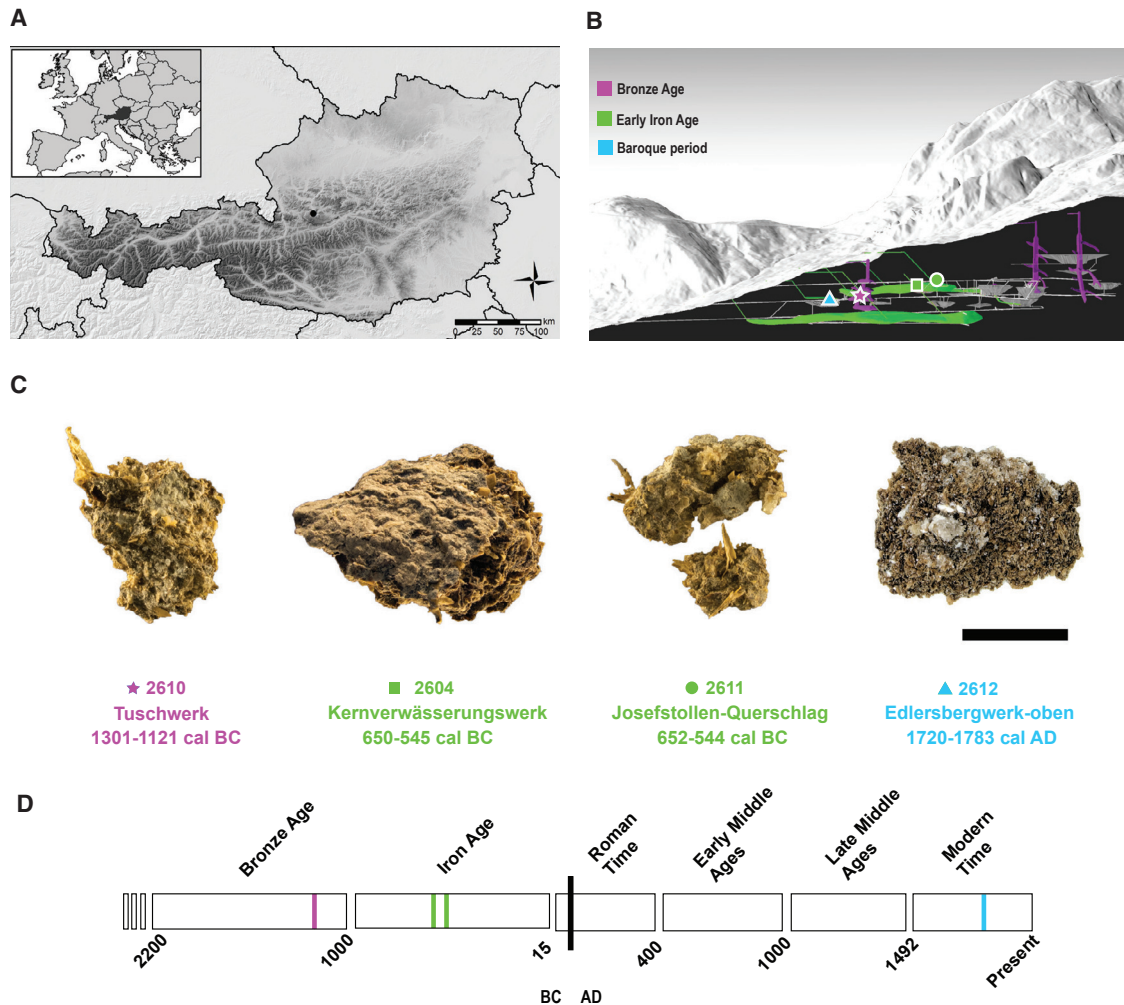 A
km
0 25 50 75 100
B
Bronze Age
Early Iron Age
Baroque period
C
2610
Tuschwerk
1301-1121 cal BC
2604
Kernverwässerungswerk
650-545 cal BC
2611
Josefstollen-Querschlag
652-544 cal BC
2612
Edlersbergwerk-oben
1720-1783 cal AD
D
Bronze Age
Iron Age
Roman
Time
Early Middle
Ages
Late Middle
Ages
Modern
Time
2200
1000
15
400
1000
1492
Present
BC AD